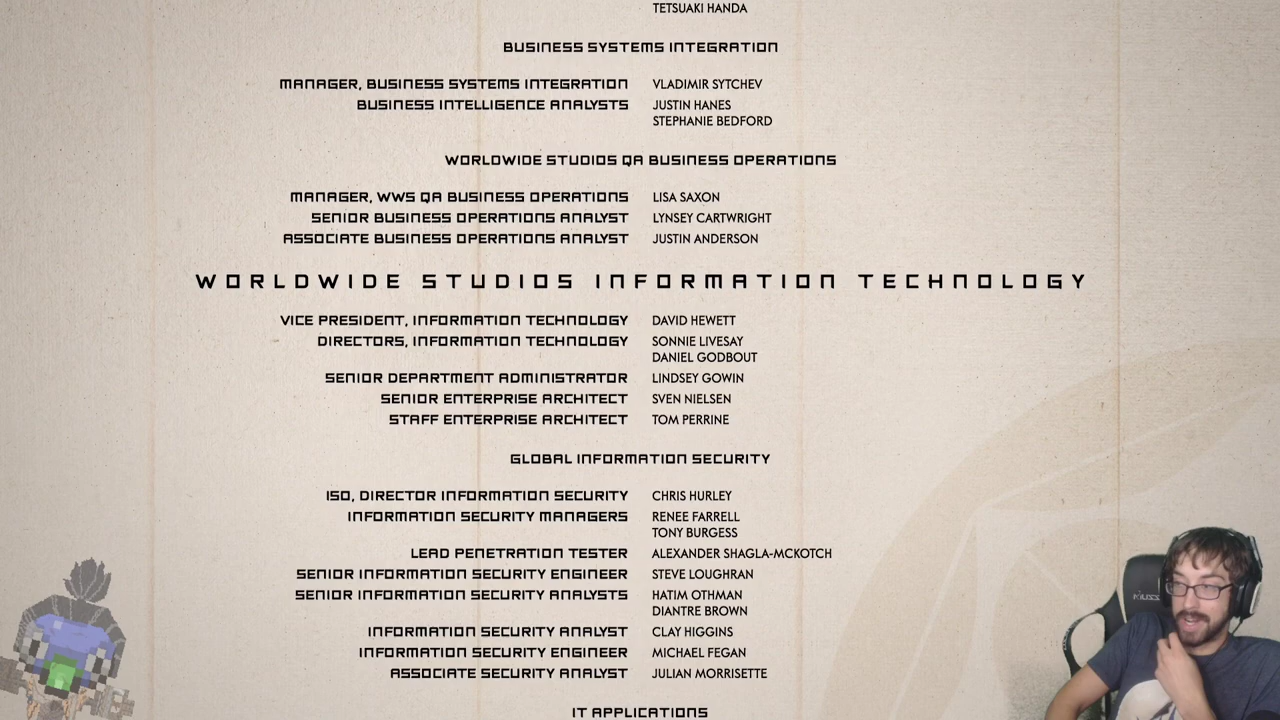 TETSUAKI HANDA
BUSINESS SYSTEMS INTEGRATION
MANAGER, BUSINESS SYSTEMS INTEGRATION VLADIMIR SYTCHEV
BUSINESS INTELLIGENCE ANALYSTS JUSTIN HANES
STEPHANIE BEDFORD
WORLDWIDE STUDIOS QA BUSINESS OPERATIONS
MANAGER, WWS QA BUSINESS OPERATIONS LISA SAXON
SENIOR BUSINESS OPERATIONS ANALYST LYNSEY CARTWRIGHT
ASSOCIATE BUSINESS OPERATIONS ANALYST JUSTIN ANDERSON
WORLDWIDE STUDIOS INFORMATION TECHNOLOGY
VICE PRESIDENT, INFORMATION TECHNOLOGY DAVID HEWETT
DIRECTORS, INFORMATION TECHNOLOGY SONNIE LIVESAY
DANIEL GODBOUT
SENIOR DEPARTMENT ADMINISTRATOR LINDSEY GOWIN
SENIOR ENTERPRISE ARCHITECT SVEN NIELSEN
STAFF ENTERPRISE ARCHITECT TOM PERRINE
GLOBAL INFORMATION SECURITY
ISO, DIRECTOR INFORMATION SECURITY CHRIS HURLEY
INFORMATION SECURITY MANAGERS RENEE FARRELL
TONY BURGESS
LEAD PENETRATION TESTER ALEXANDER SHAGLA-MCKOTCH
SENIOR INFORMATION SECURITY ENGINEER STEVE LOUGHRAN
SENIOR INFORMATION SECURITY ANALYSTS HATIM OTHMAN
DIANTRE BROWN
INFORMATION SECURITY ANALYST CLAY HIGGINS
INFORMATION SECURITY ENGINEER MICHAEL FEGAN
ASSOCIATE SECURITY ANALYST JULIAN MORRISETTE
IT APPLICATIONS